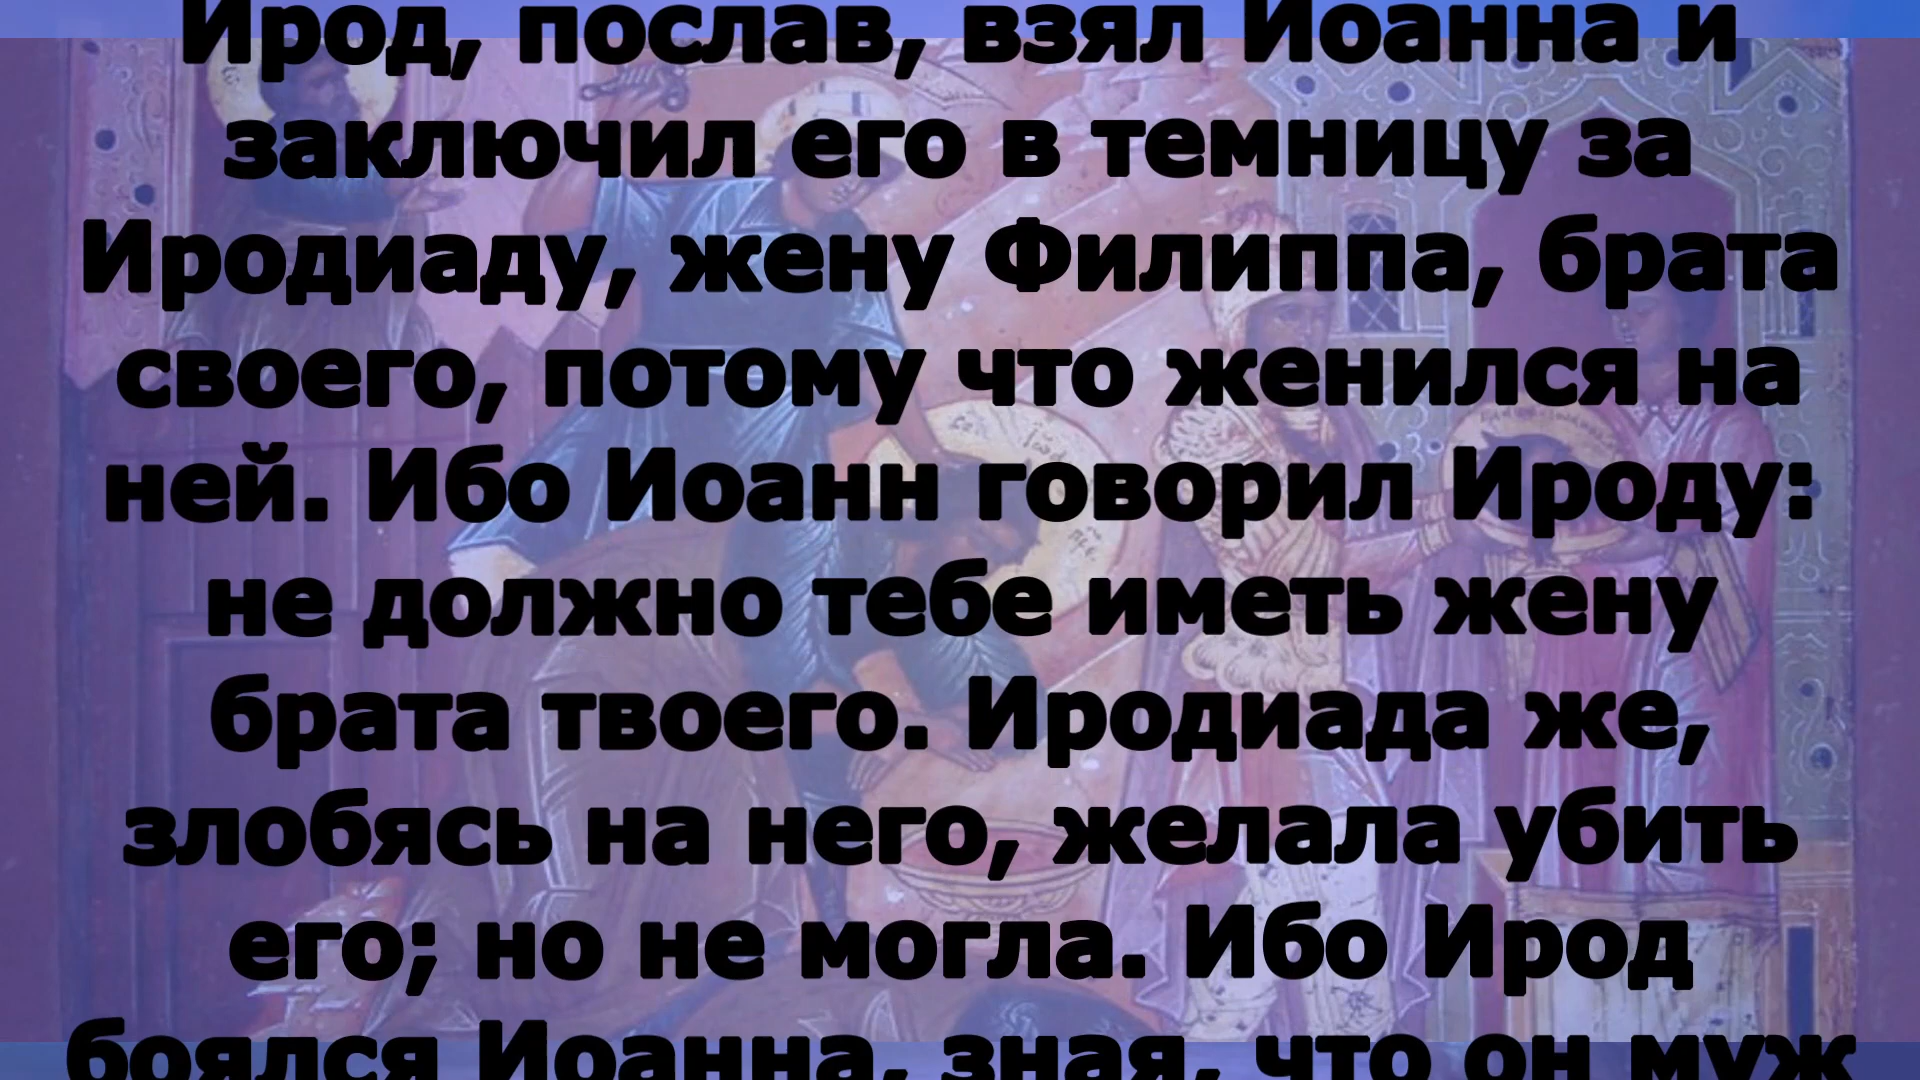 Ирод, послав, взял Иоанна и
заключил его в темницу за
Иродиаду, жену Филиппа, брата
своего, потому что женился на
ней. Ибо Иоанн говорил Ироду:
не должно тебе иметь жену
брата твоего. Иродиада же,
злобясь на него, желала убить
его; но не могла. Ибо Ирод
боялся Иоанна, зная, что он муж